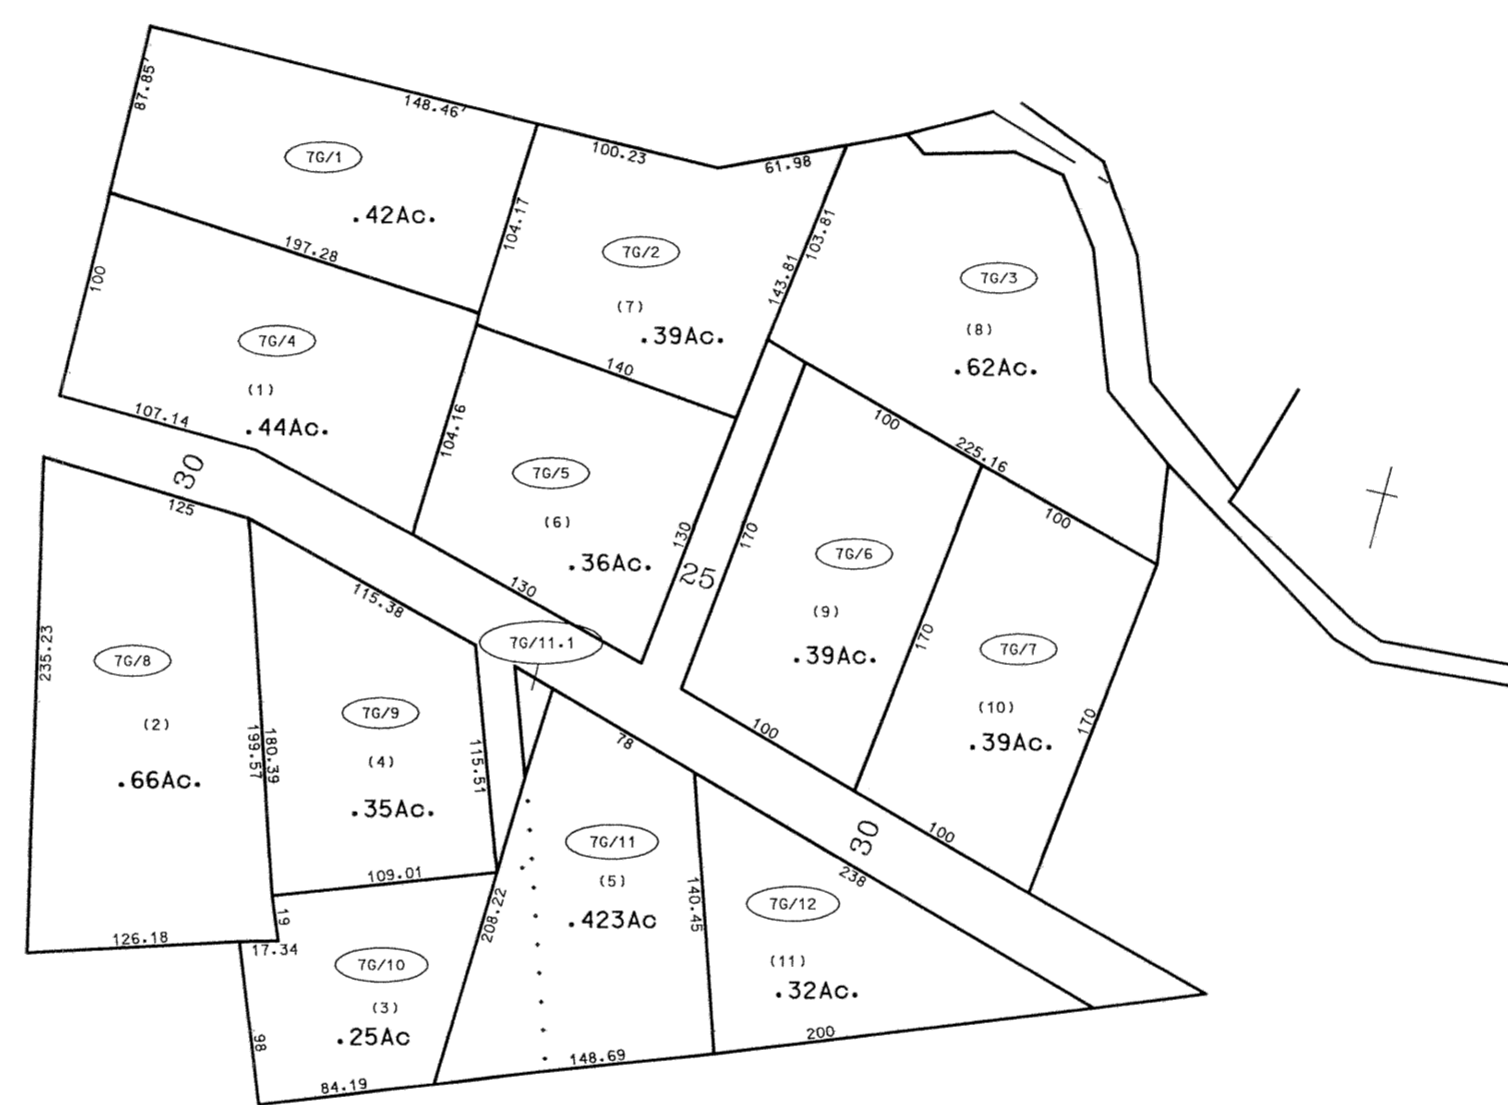 87.85'
148.46'
7G/1
.42Ac.
100.23
61.98
104.17
7G/2
(7)
.39Ac.
103.81
143.81
7G/3
(8)
.62Ac.
197.28
100
7G/4
(1)
.44Ac.
107.14
104.16
140
7G/5
(6)
.36Ac.
130
130
100
225.16
100
30
125
25
170
7G/6
(9)
.39Ac.
170
7G/7
(10)
.39Ac.
170
115.38
7G/11.1
235.23
7G/8
(2)
.66Ac.
199.57
180.39
7G/9
(4)
.35Ac.
115.51
78
100
100
30
238
109.01
7G/11
(5)
.423Ac
208.22
140.45
7G/12
(11)
.32Ac.
126.18
19
17.34
7G/10
(3)
.25Ac
98
84.19
148.69
200